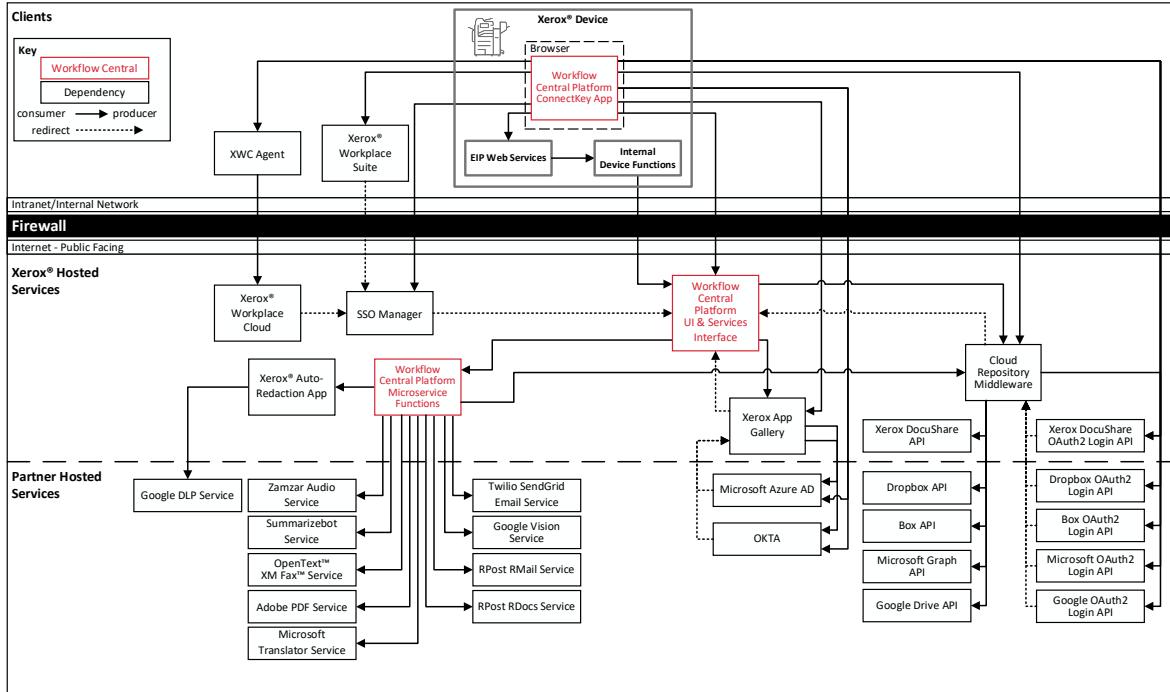 Clients
Key
Workflow Central
Dependency
consumer
producer
redirect
Xerox® Device
Browser
Workflow
Central Platform
ConnectKey App
EIP Web Services
Internal
Device Functions
XWC Agent
Xerox®
Workplace
Suite
Intranet/Internal Network
Firewall
Internet - Public Facing
Xerox® Hosted
Services
Xerox®
Workplace
Cloud
SSO Manager
Workflow
Central
Platform
UI & Services
Interface
Xerox® Auto-
Redaction App
Workflow
Central Platform
Microservice
Functions
Cloud
Repository
Middleware
Xerox App
Gallery
Xerox DocuShare
API
Xerox DocuShare
OAuth2 Login API
Partner Hosted
Services
Google DLP Service
Zamzar Audio
Service
Twilio SendGrid
Email Service
Microsoft Azure AD
Dropbox API
Dropbox OAuth2
Login API
Summarizebot
Service
Google Vision
Service
OKTA
Box API
Box OAuth2
Login API
OpenText™
XM Fax™ Service
RPost RMail Service
Microsoft Graph
API
Microsoft OAuth2
Login API
Adobe PDF Service
RPost RDocs Service
Google Drive API
Google OAuth2
Login API
Microsoft
Translator Service